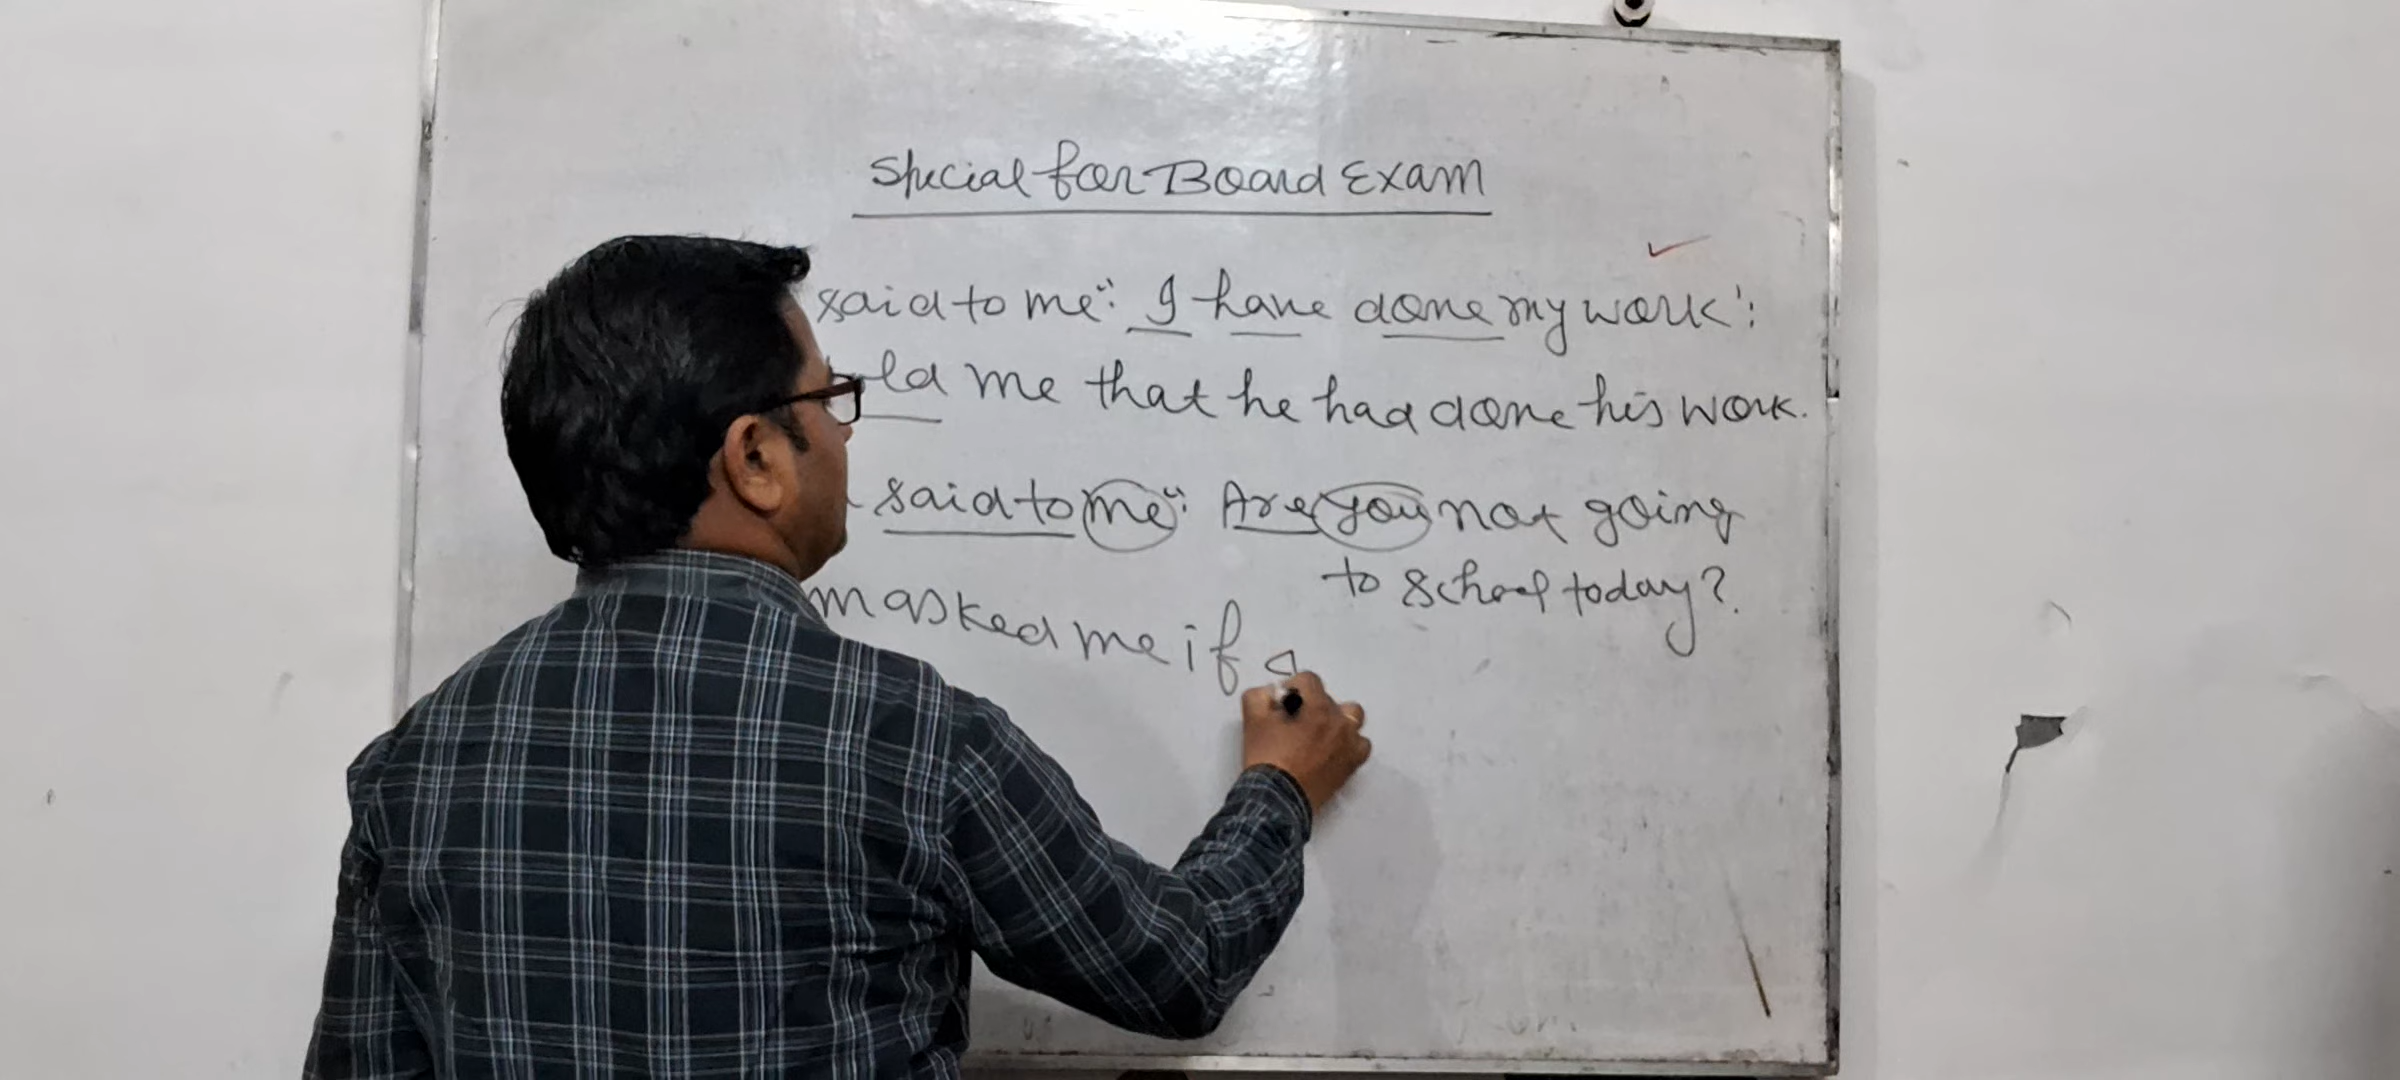 Special for Board Exam
said to me": I have done my work":
old me that he had done his work.
said to me": Are you not going
to school today?
m asked me if